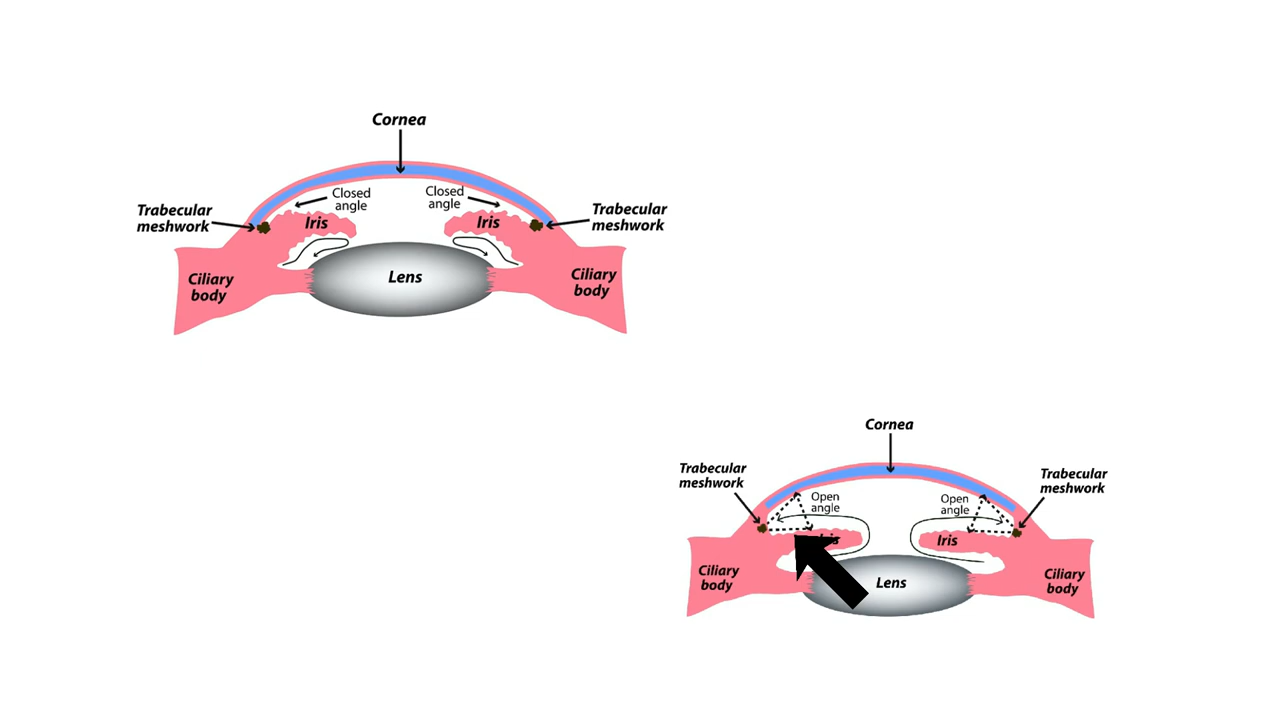 Cornea
Closed
angle
Closed
angle
Trabecular
meshwork
Trabecular
meshwork
Iris
Iris
Ciliary
body
Lens
Ciliary
body
Cornea
Trabecular
meshwork
Trabecular
meshwork
Open
angle
Open
angle
Iris
Ciliary
body
Lens
Ciliary
body